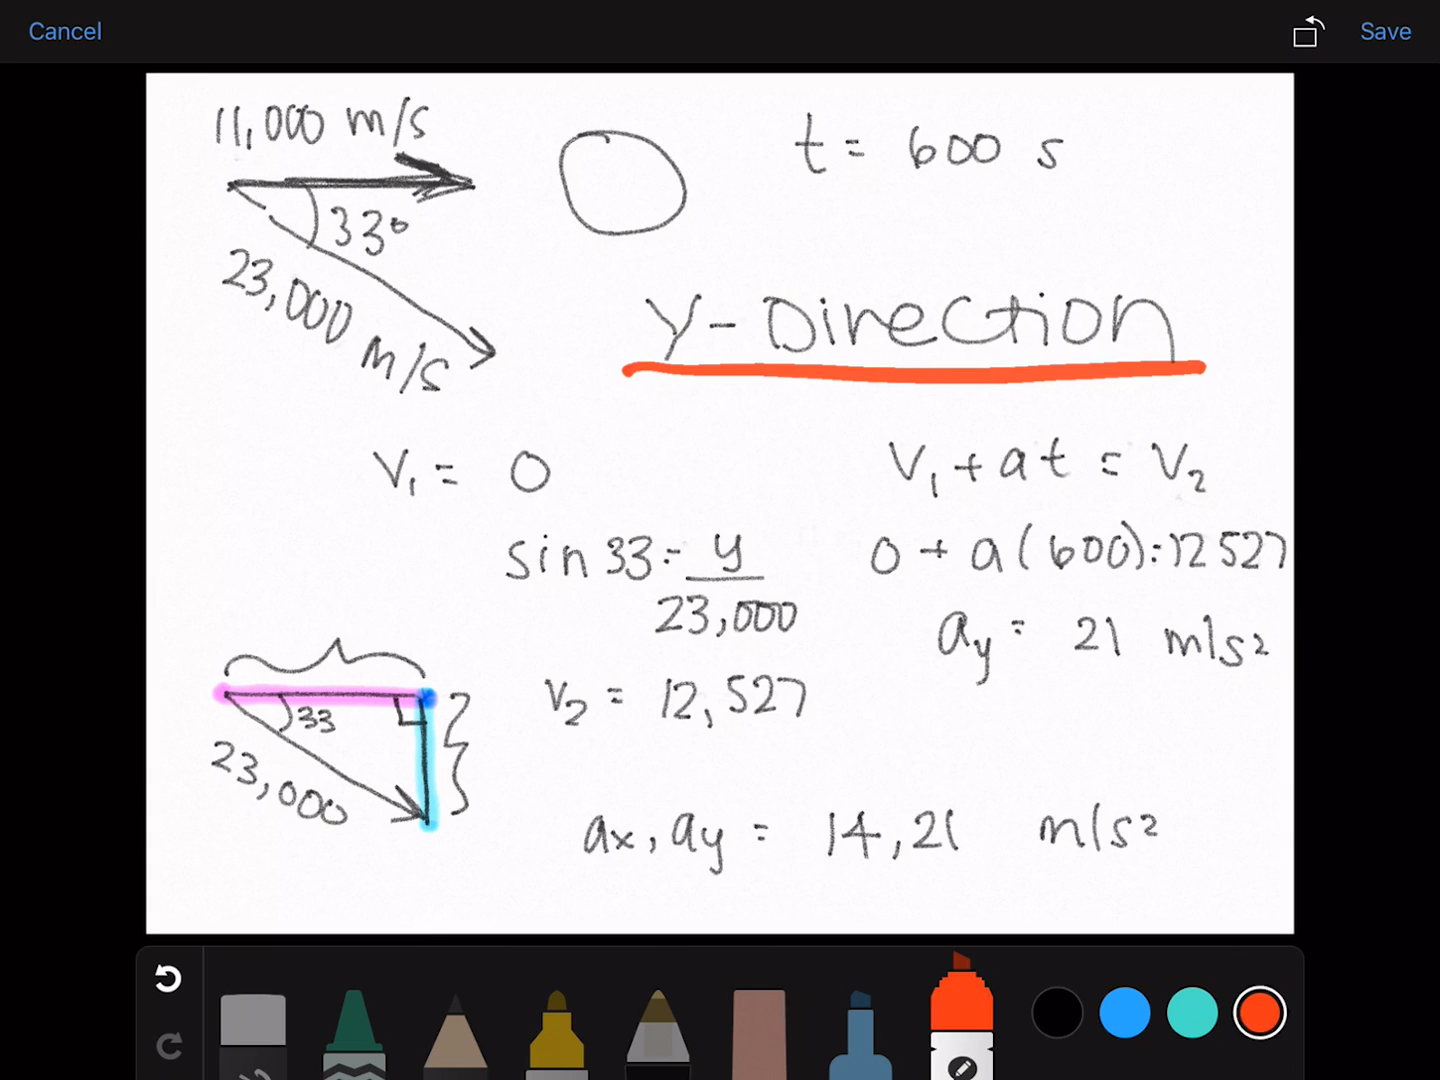 Cancel
Save
11,000 m/s
t = 600 s
33°
23,000 m/s
Y-Direction
V₁ = 0
V₁ + at = V₂
sin 33 = y
23,000
0 + a(600) = 12527
ay = 21 m/s²
33
23,000
V₂ = 12,527
ax, ay = 14,21 m/s²